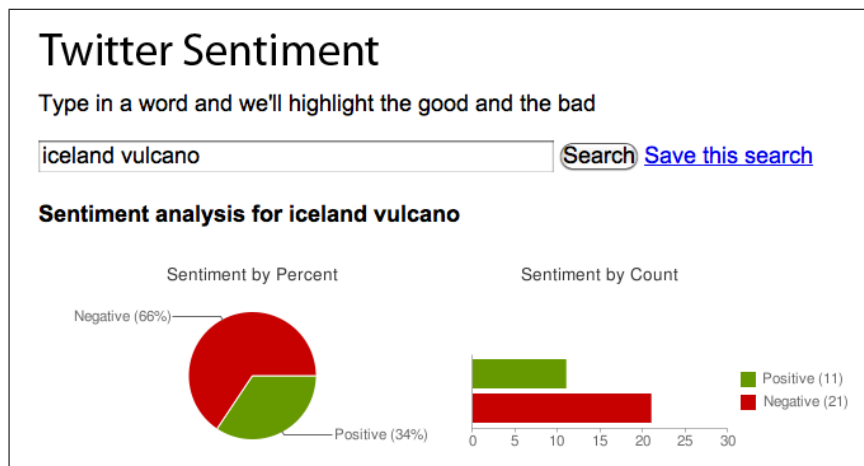 Twitter Sentiment
Type in a word and we'll highlight the good and the bad
iceland vulcano Search Save this search
Sentiment analysis for iceland vulcano
Sentiment by Percent
Negative (66%)
Positive (34%)
Sentiment by Count
Positive (11)
Negative (21)
0 5 10 15 20 25 30